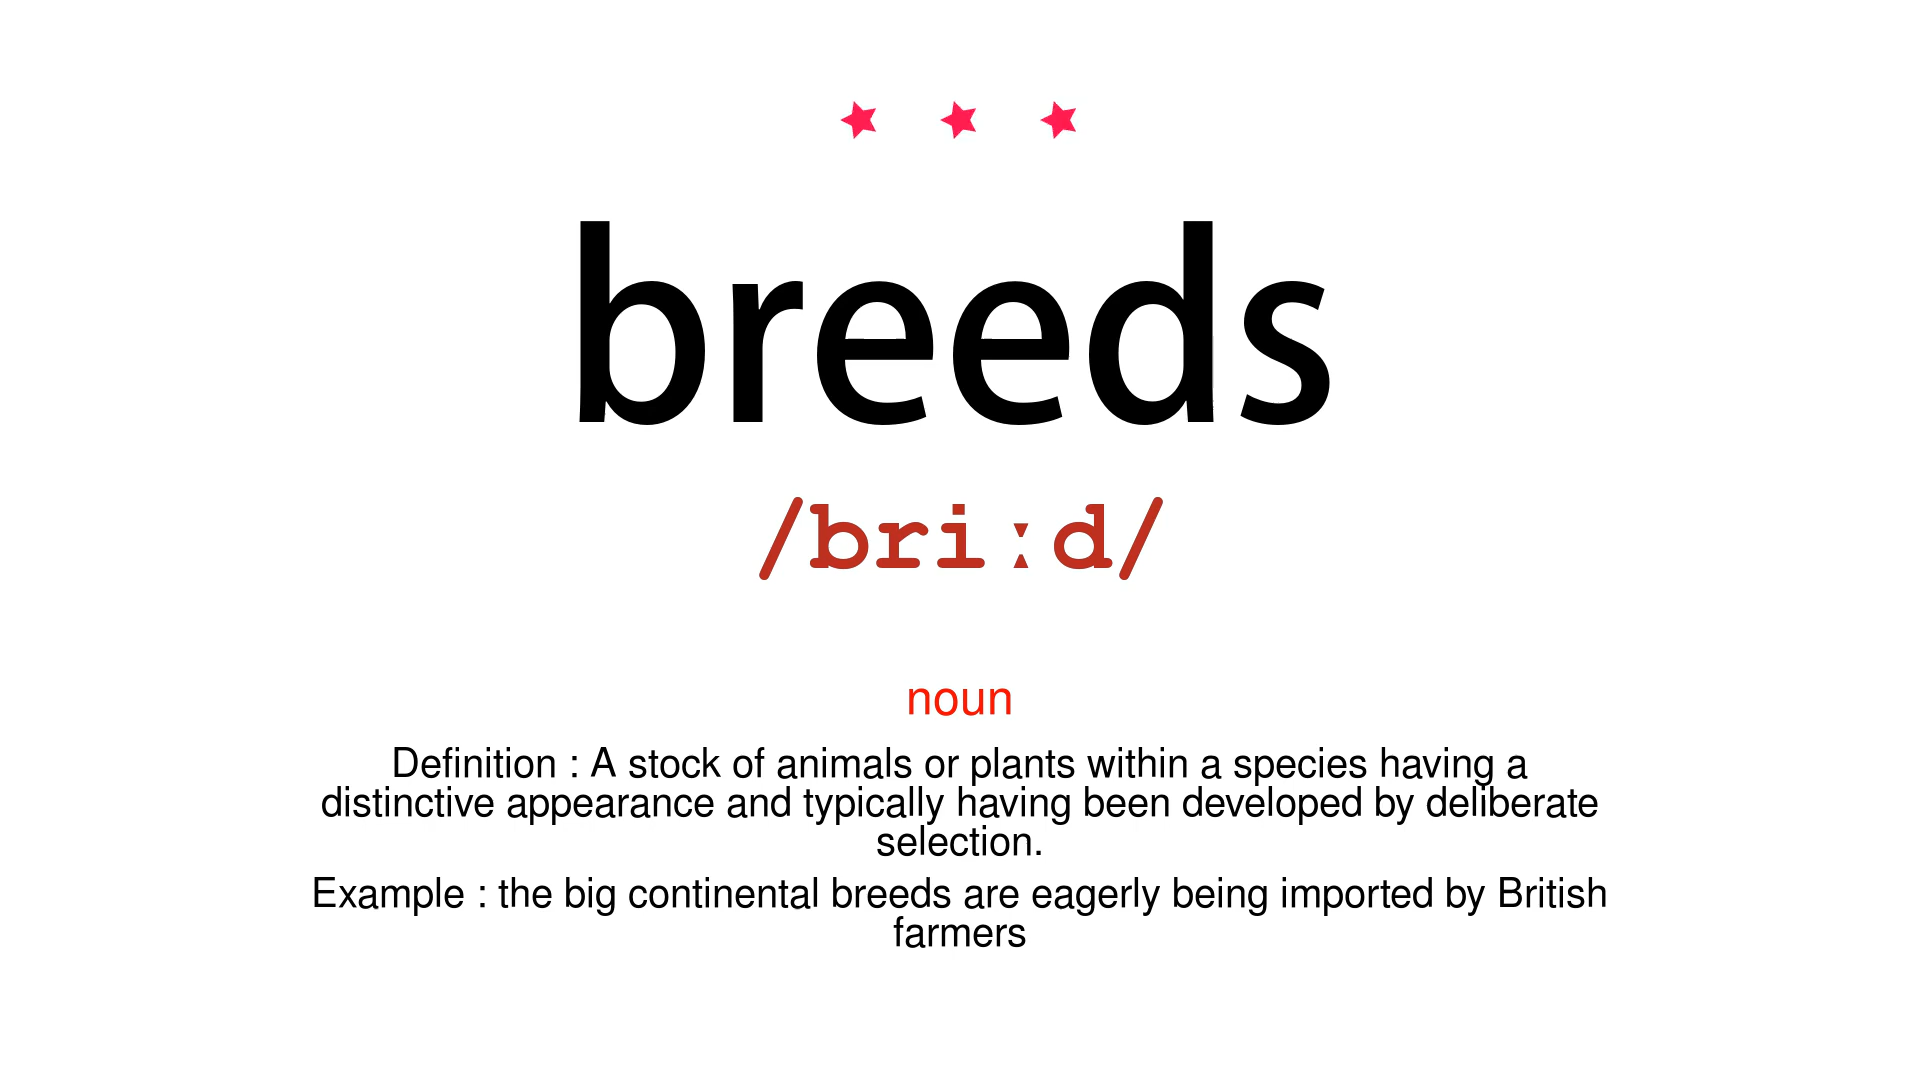 breeds
/briːd/
noun
Definition : A stock of animals or plants within a species having a
distinctive appearance and typically having been developed by deliberate
selection.
Example : the big continental breeds are eagerly being imported by British
farmers